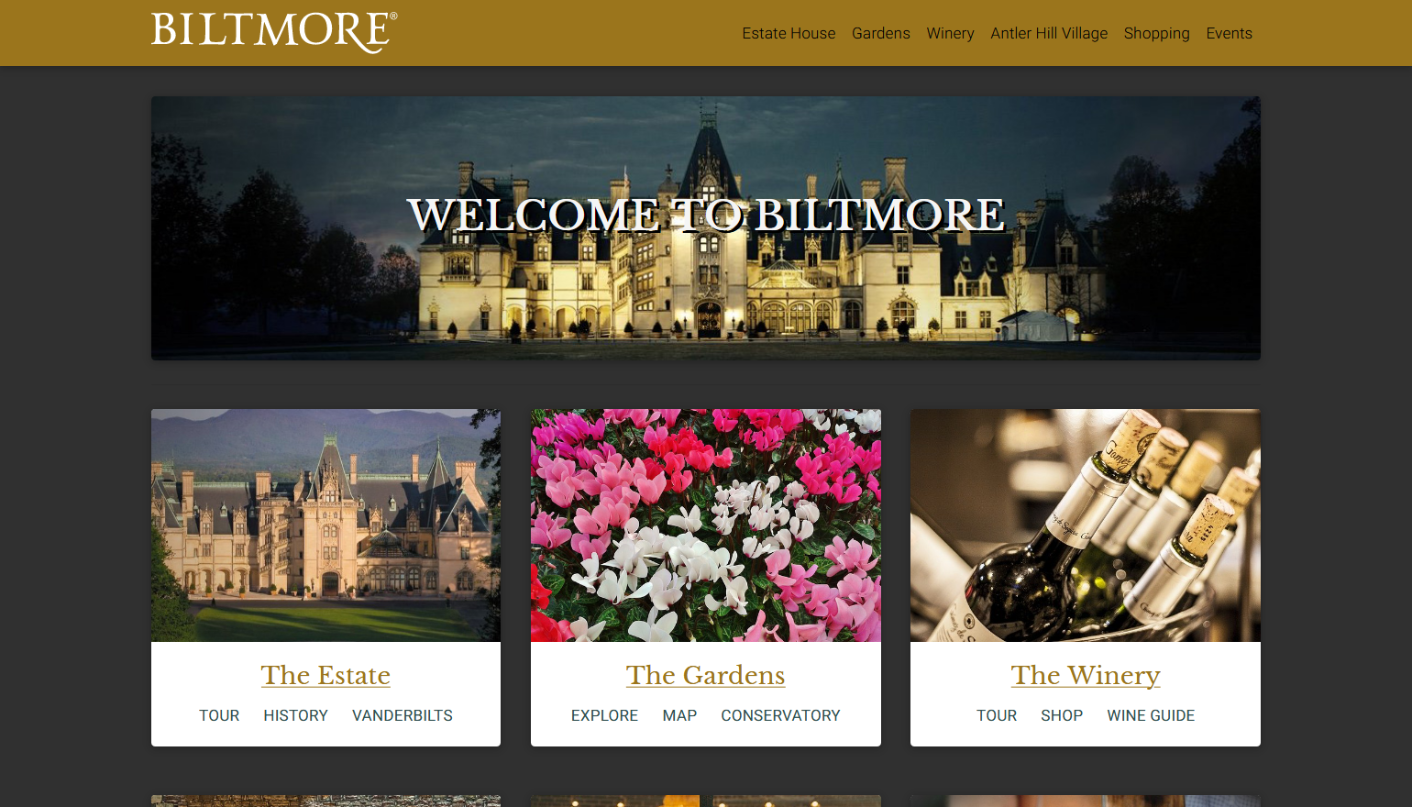 BILTMORE®
Estate House Gardens Winery Antler Hill Village Shopping Events
WELCOME TO BILTMORE
The Estate
TOUR HISTORY VANDERBILTS
The Gardens
EXPLORE MAP CONSERVATORY
The Winery
TOUR SHOP WINE GUIDE